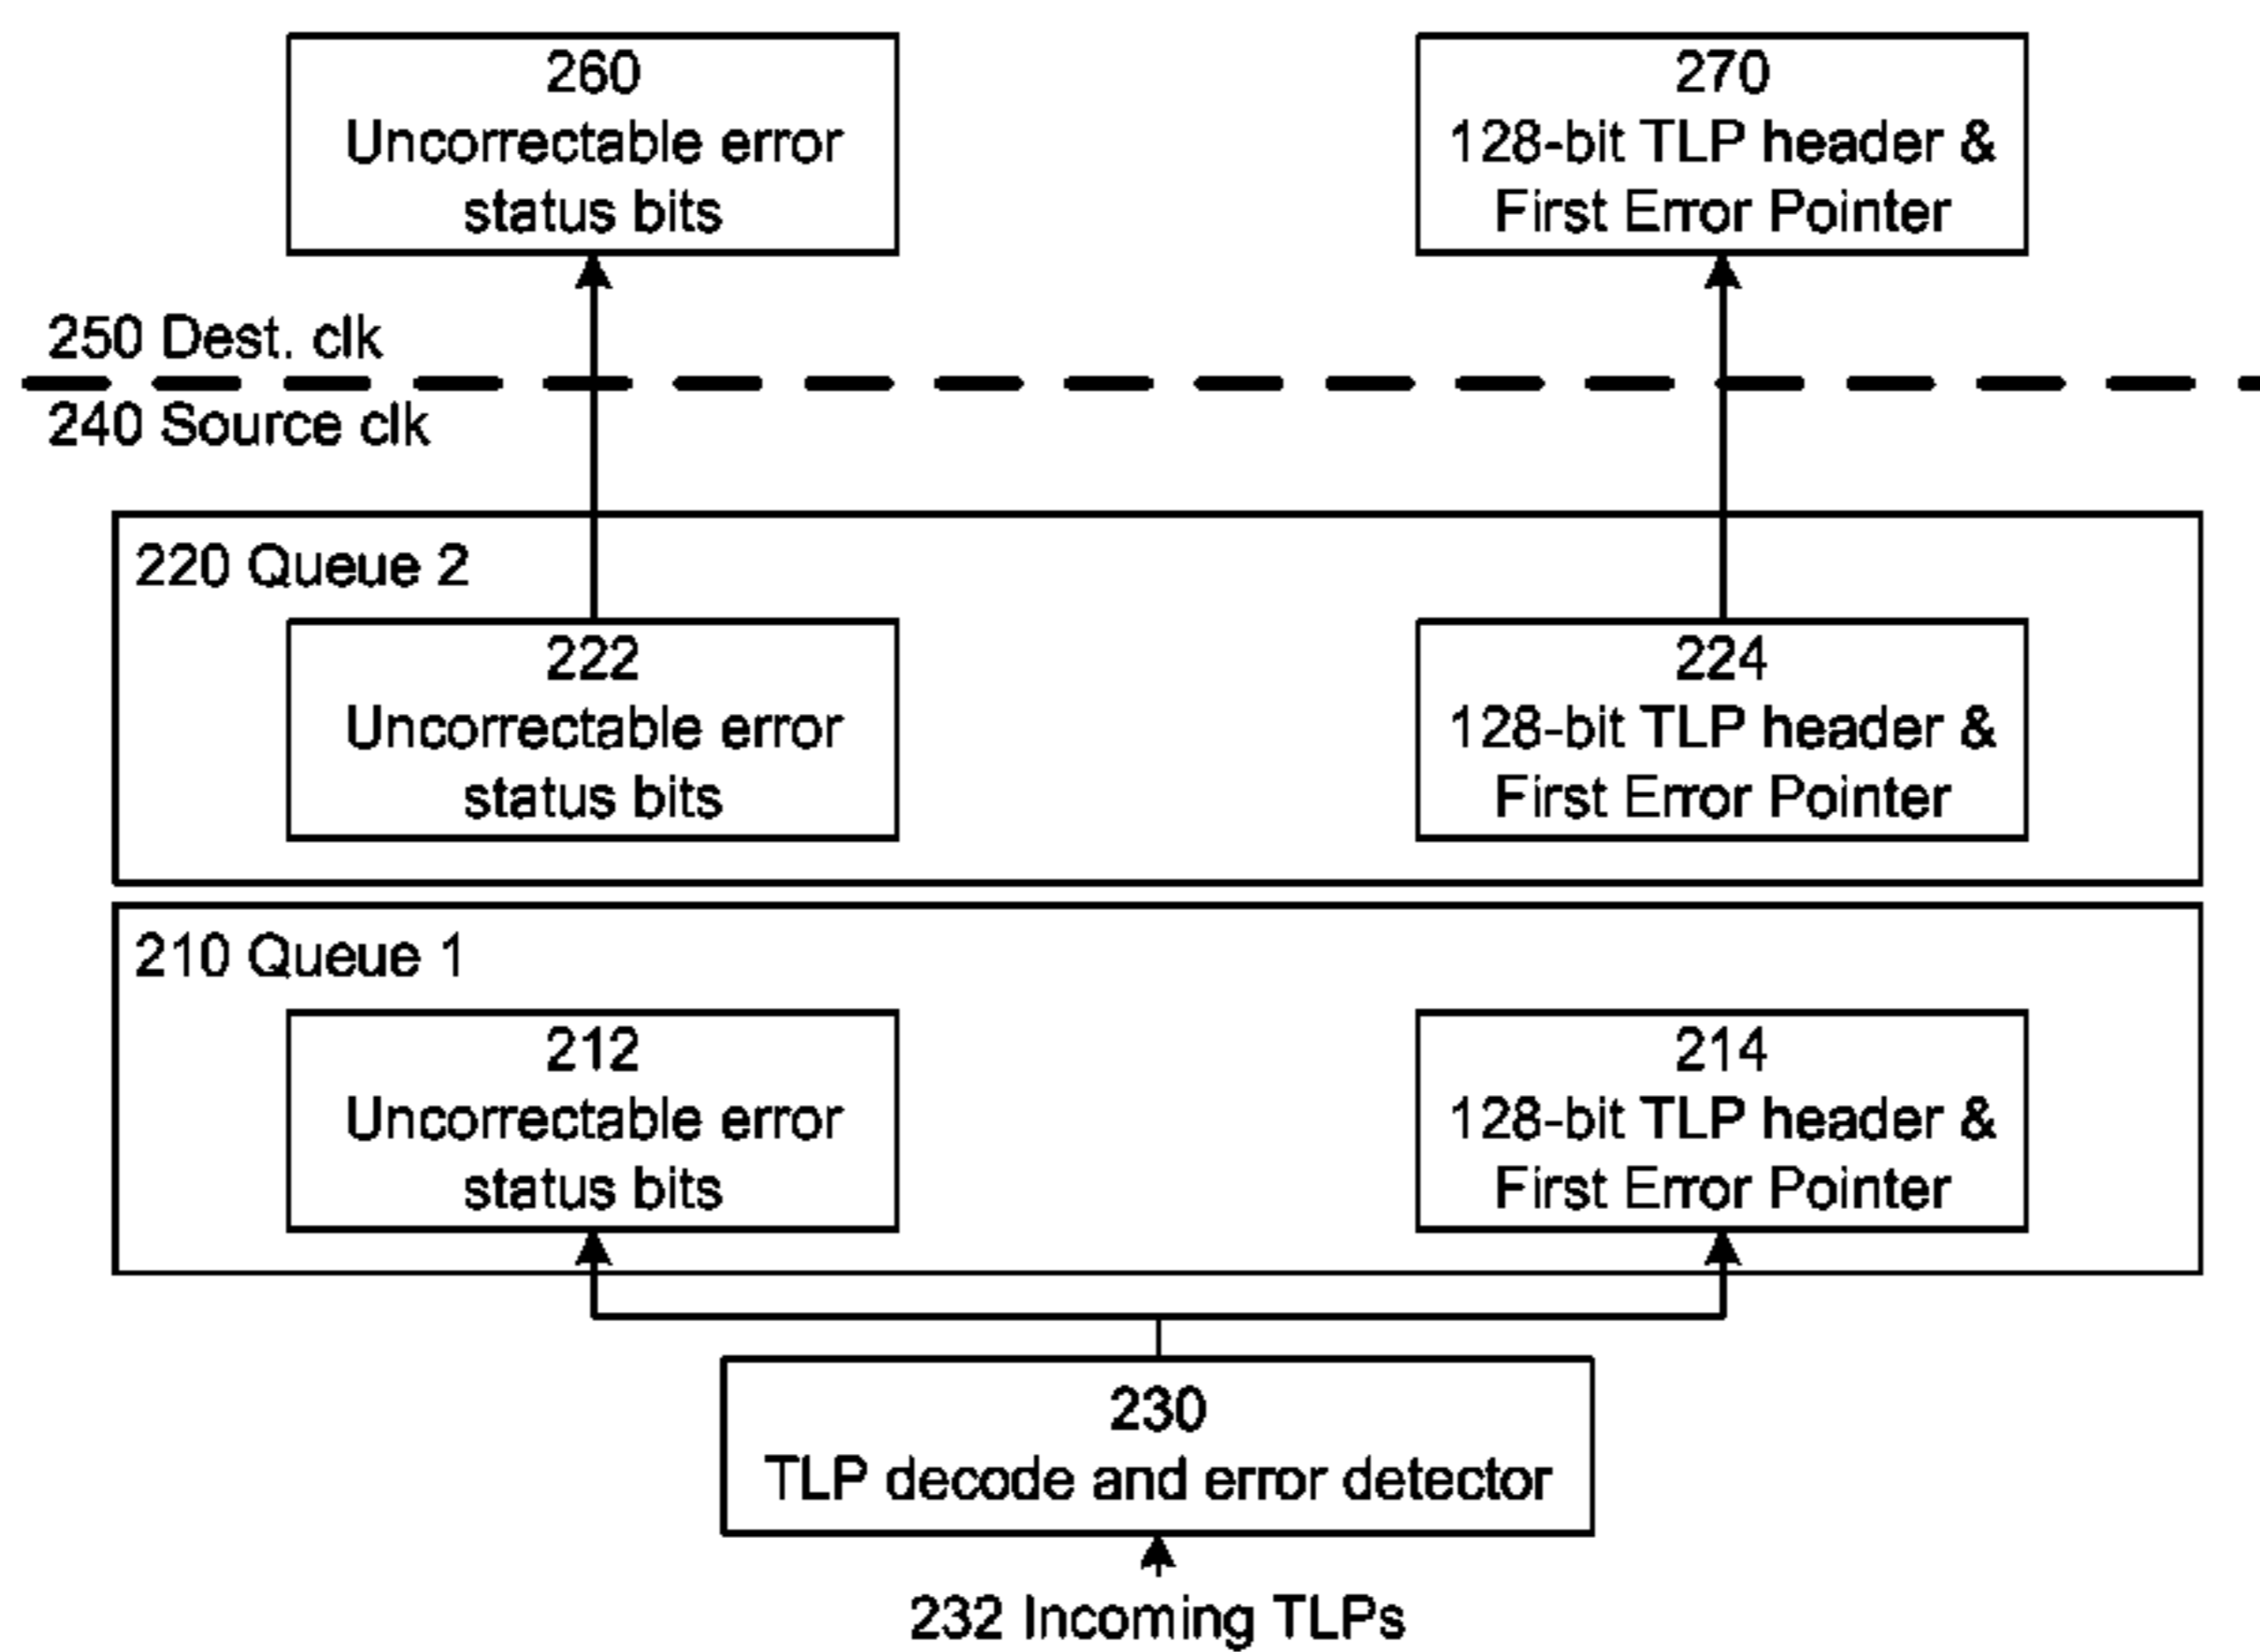 260
Uncorrectable error
status bits
270
128-bit TLP header &
First Error Pointer
250 Dest. clk
240 Source clk
220 Queue 2
222
Uncorrectable error
status bits
224
128-bit TLP header &
First Error Pointer
210 Queue 1
212
Uncorrectable error
status bits
214
128-bit TLP header &
First Error Pointer
230
TLP decode and error detector
232 Incoming TLPs